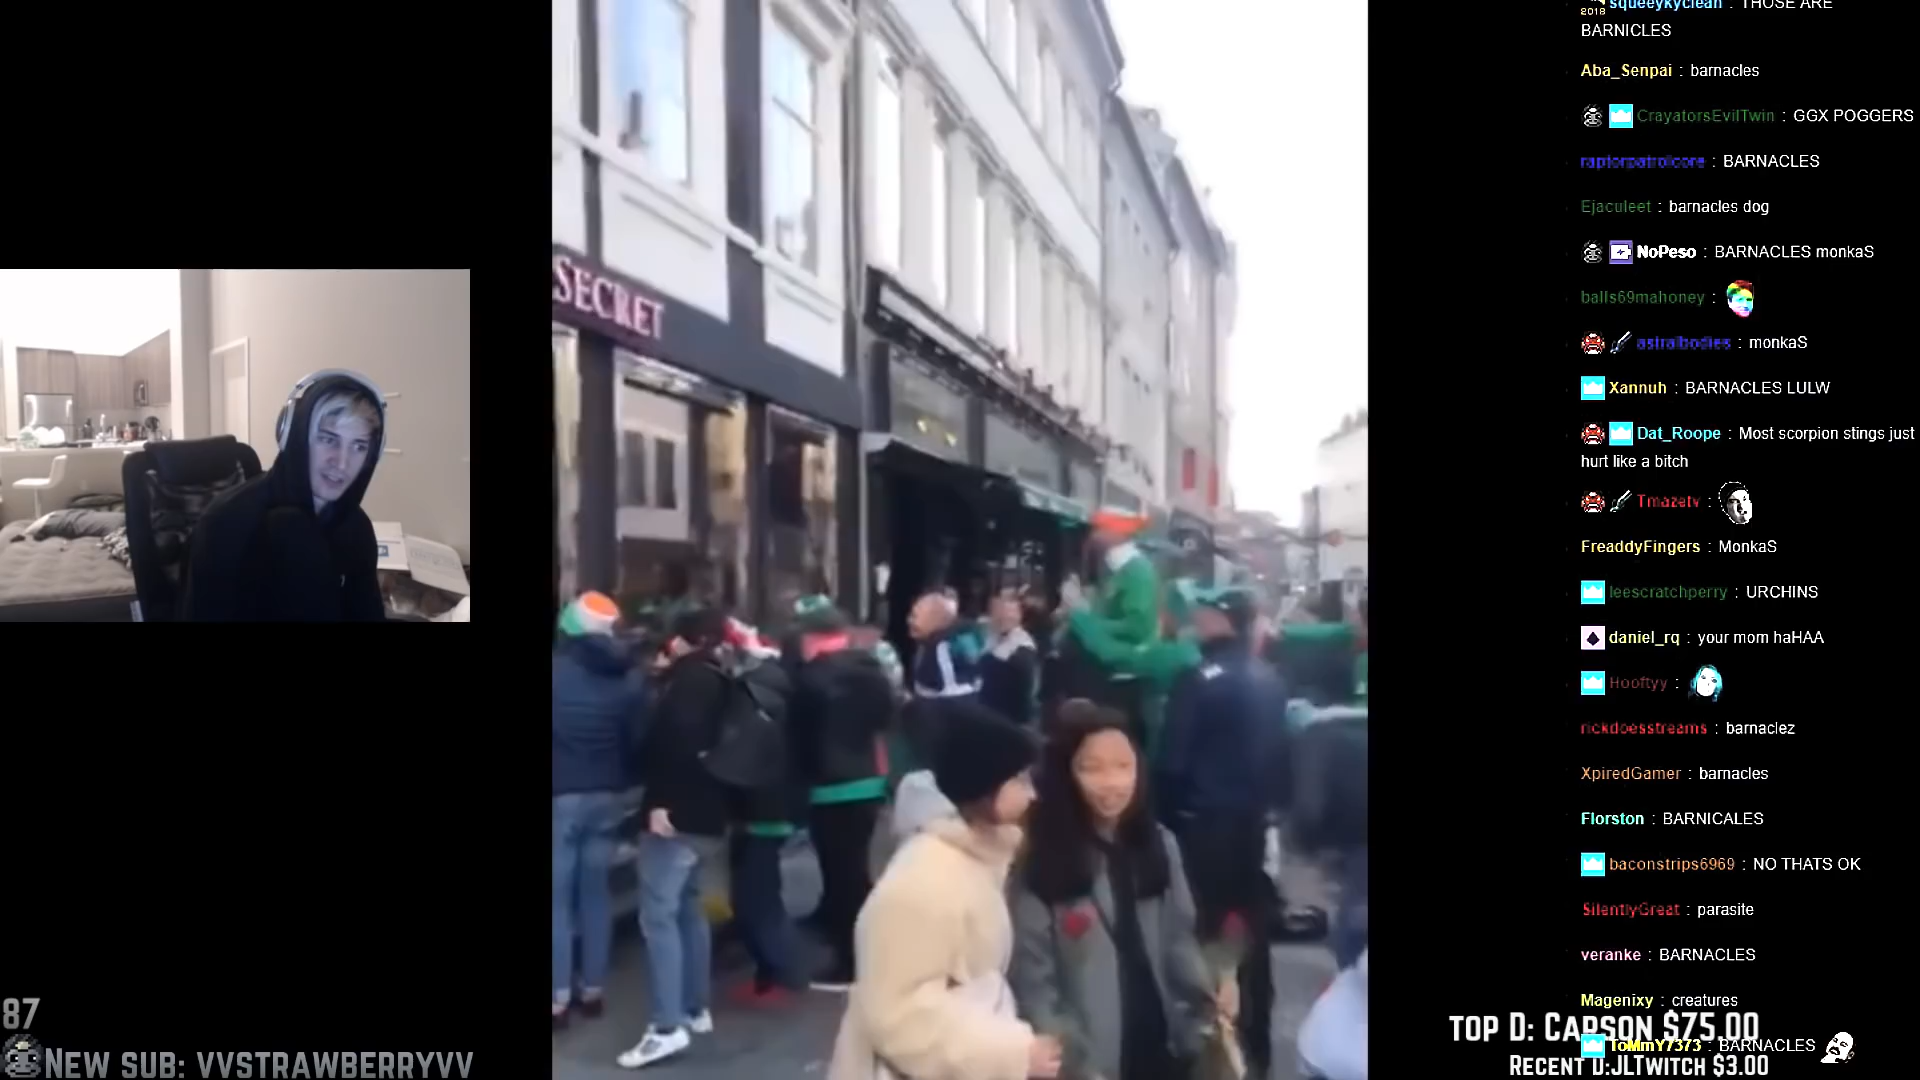 SECRET
2018 squeeykyclean : THOSE ARE
BARNICLES
Aba_Senpai : barnacles
CrayatorsEvilTwin : GGX POGGERS
raptorpatrolcore : BARNACLES
Ejaculeet : barnacles dog
NoPeso : BARNACLES monkaS
balls69mahoney :
astralbodies : monkaS
Xannuh : BARNACLES LULW
Dat_Roope : Most scorpion stings just
hurt like a bitch
Tmazetv :
FreaddyFingers : MonkaS
leescratchperry : URCHINS
daniel_rq : your mom haHAA
Hooftyy :
rickdoesstreams : barnaclez
XpiredGamer : barnacles
Florston : BARNICALES
baconstrips6969 : NO THATS OK
SilentlyGreat : parasite
veranke : BARNACLES
Magenixy : creatures
TOP D: CARSON $75.00
ToMmY7373 : BARNACLES
RECENT D:JLTWITCH $3.00
87
NEW SUB: VVSTRAWBERRYVV